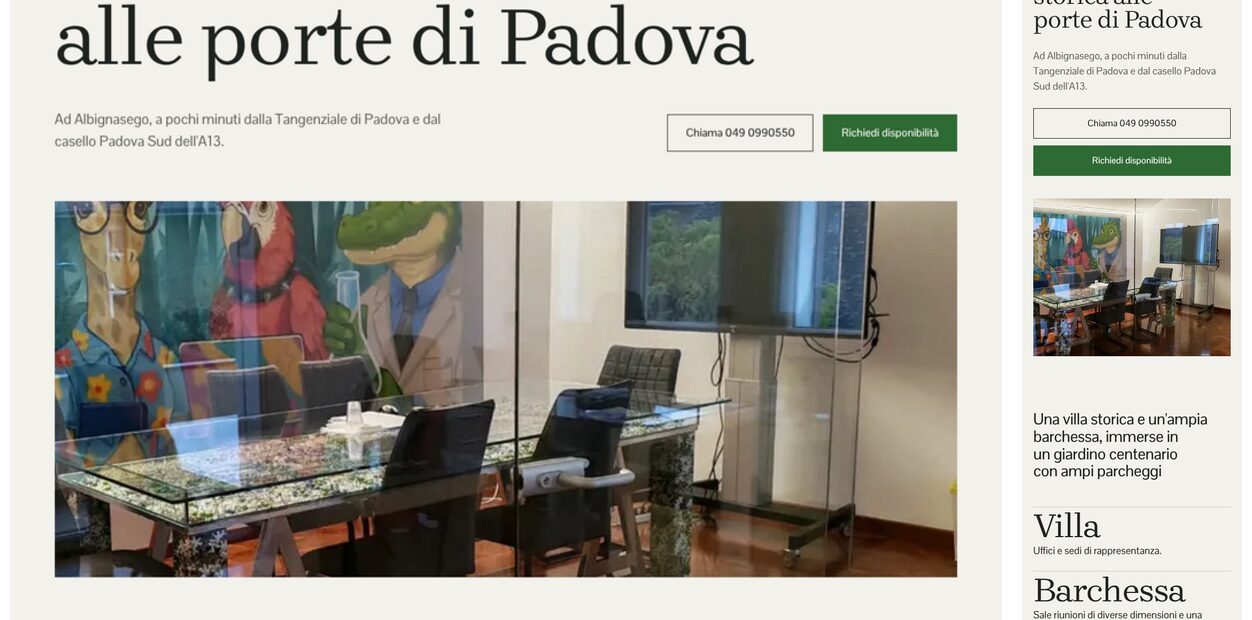 alle porte di Padova
Ad Albignasego, a pochi minuti dalla Tangenziale di Padova e dal
casello Padova Sud dell'A13.
Chiama 049 0990550
Richiedi disponibilità
porte di Padova
Ad Albignasego, a pochi minuti dalla
Tangenziale di Padova e dal casello Padova
Sud dell'A13.
Chiama 049 0990550
Richiedi disponibilità
Una villa storica e un'ampia
barchessa, immerse in
un giardino centenario
con ampi parcheggi
Villa
Uffici e sedi di rappresentanza.
Barchessa
Sale riunioni di diverse dimensioni e una